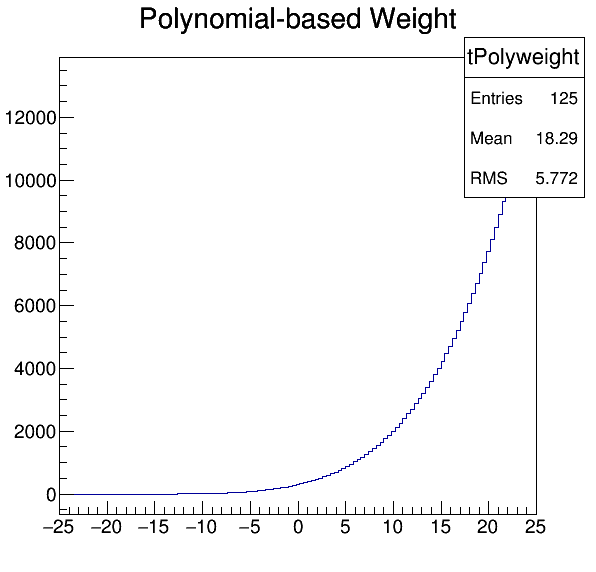 Polynomial-based Weight
tPolyweight
Entries 125
Mean 18.29
RMS 5.772
12000
10000
8000
6000
4000
2000
0
−25 −20 −15 −10 −5 0 5 10 15 20 25